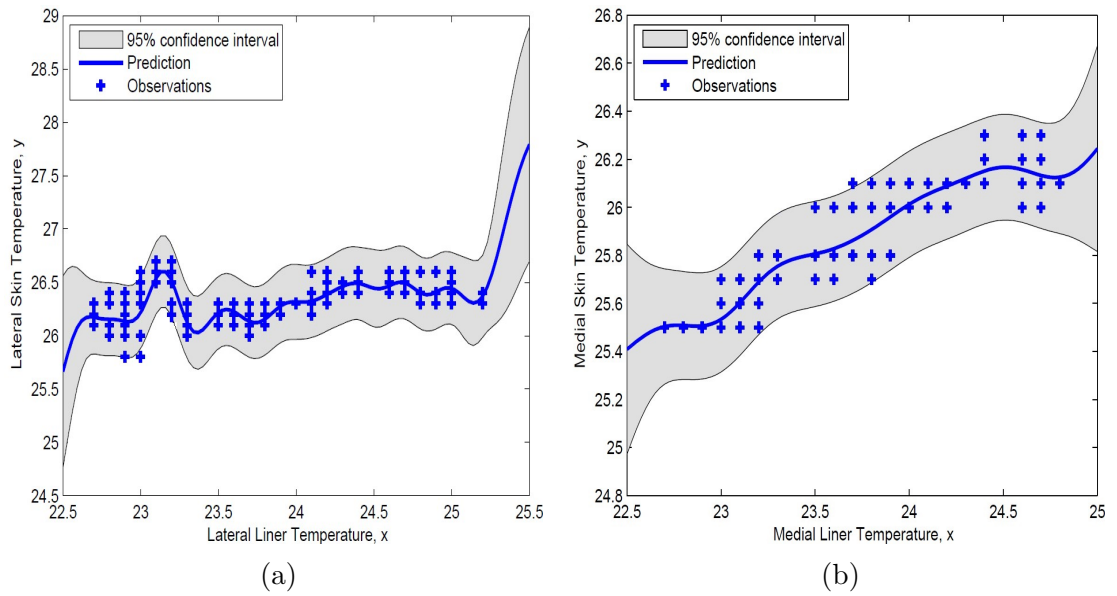 29
28.5
28
27.5
27
26.5
26
25.5
25
24.5
22.5 23 23.5 24 24.5 25 25.5
Lateral Skin Temperature, y
Lateral Liner Temperature, x
95% confidence interval
Prediction
Observations
(a)
26.8
26.6
26.4
26.2
26
25.8
25.6
25.4
25.2
25
24.8
22.5 23 23.5 24 24.5 25
Medial Skin Temperature, y
Medial Liner Temperature, x
95% confidence interval
Prediction
Observations
(b)